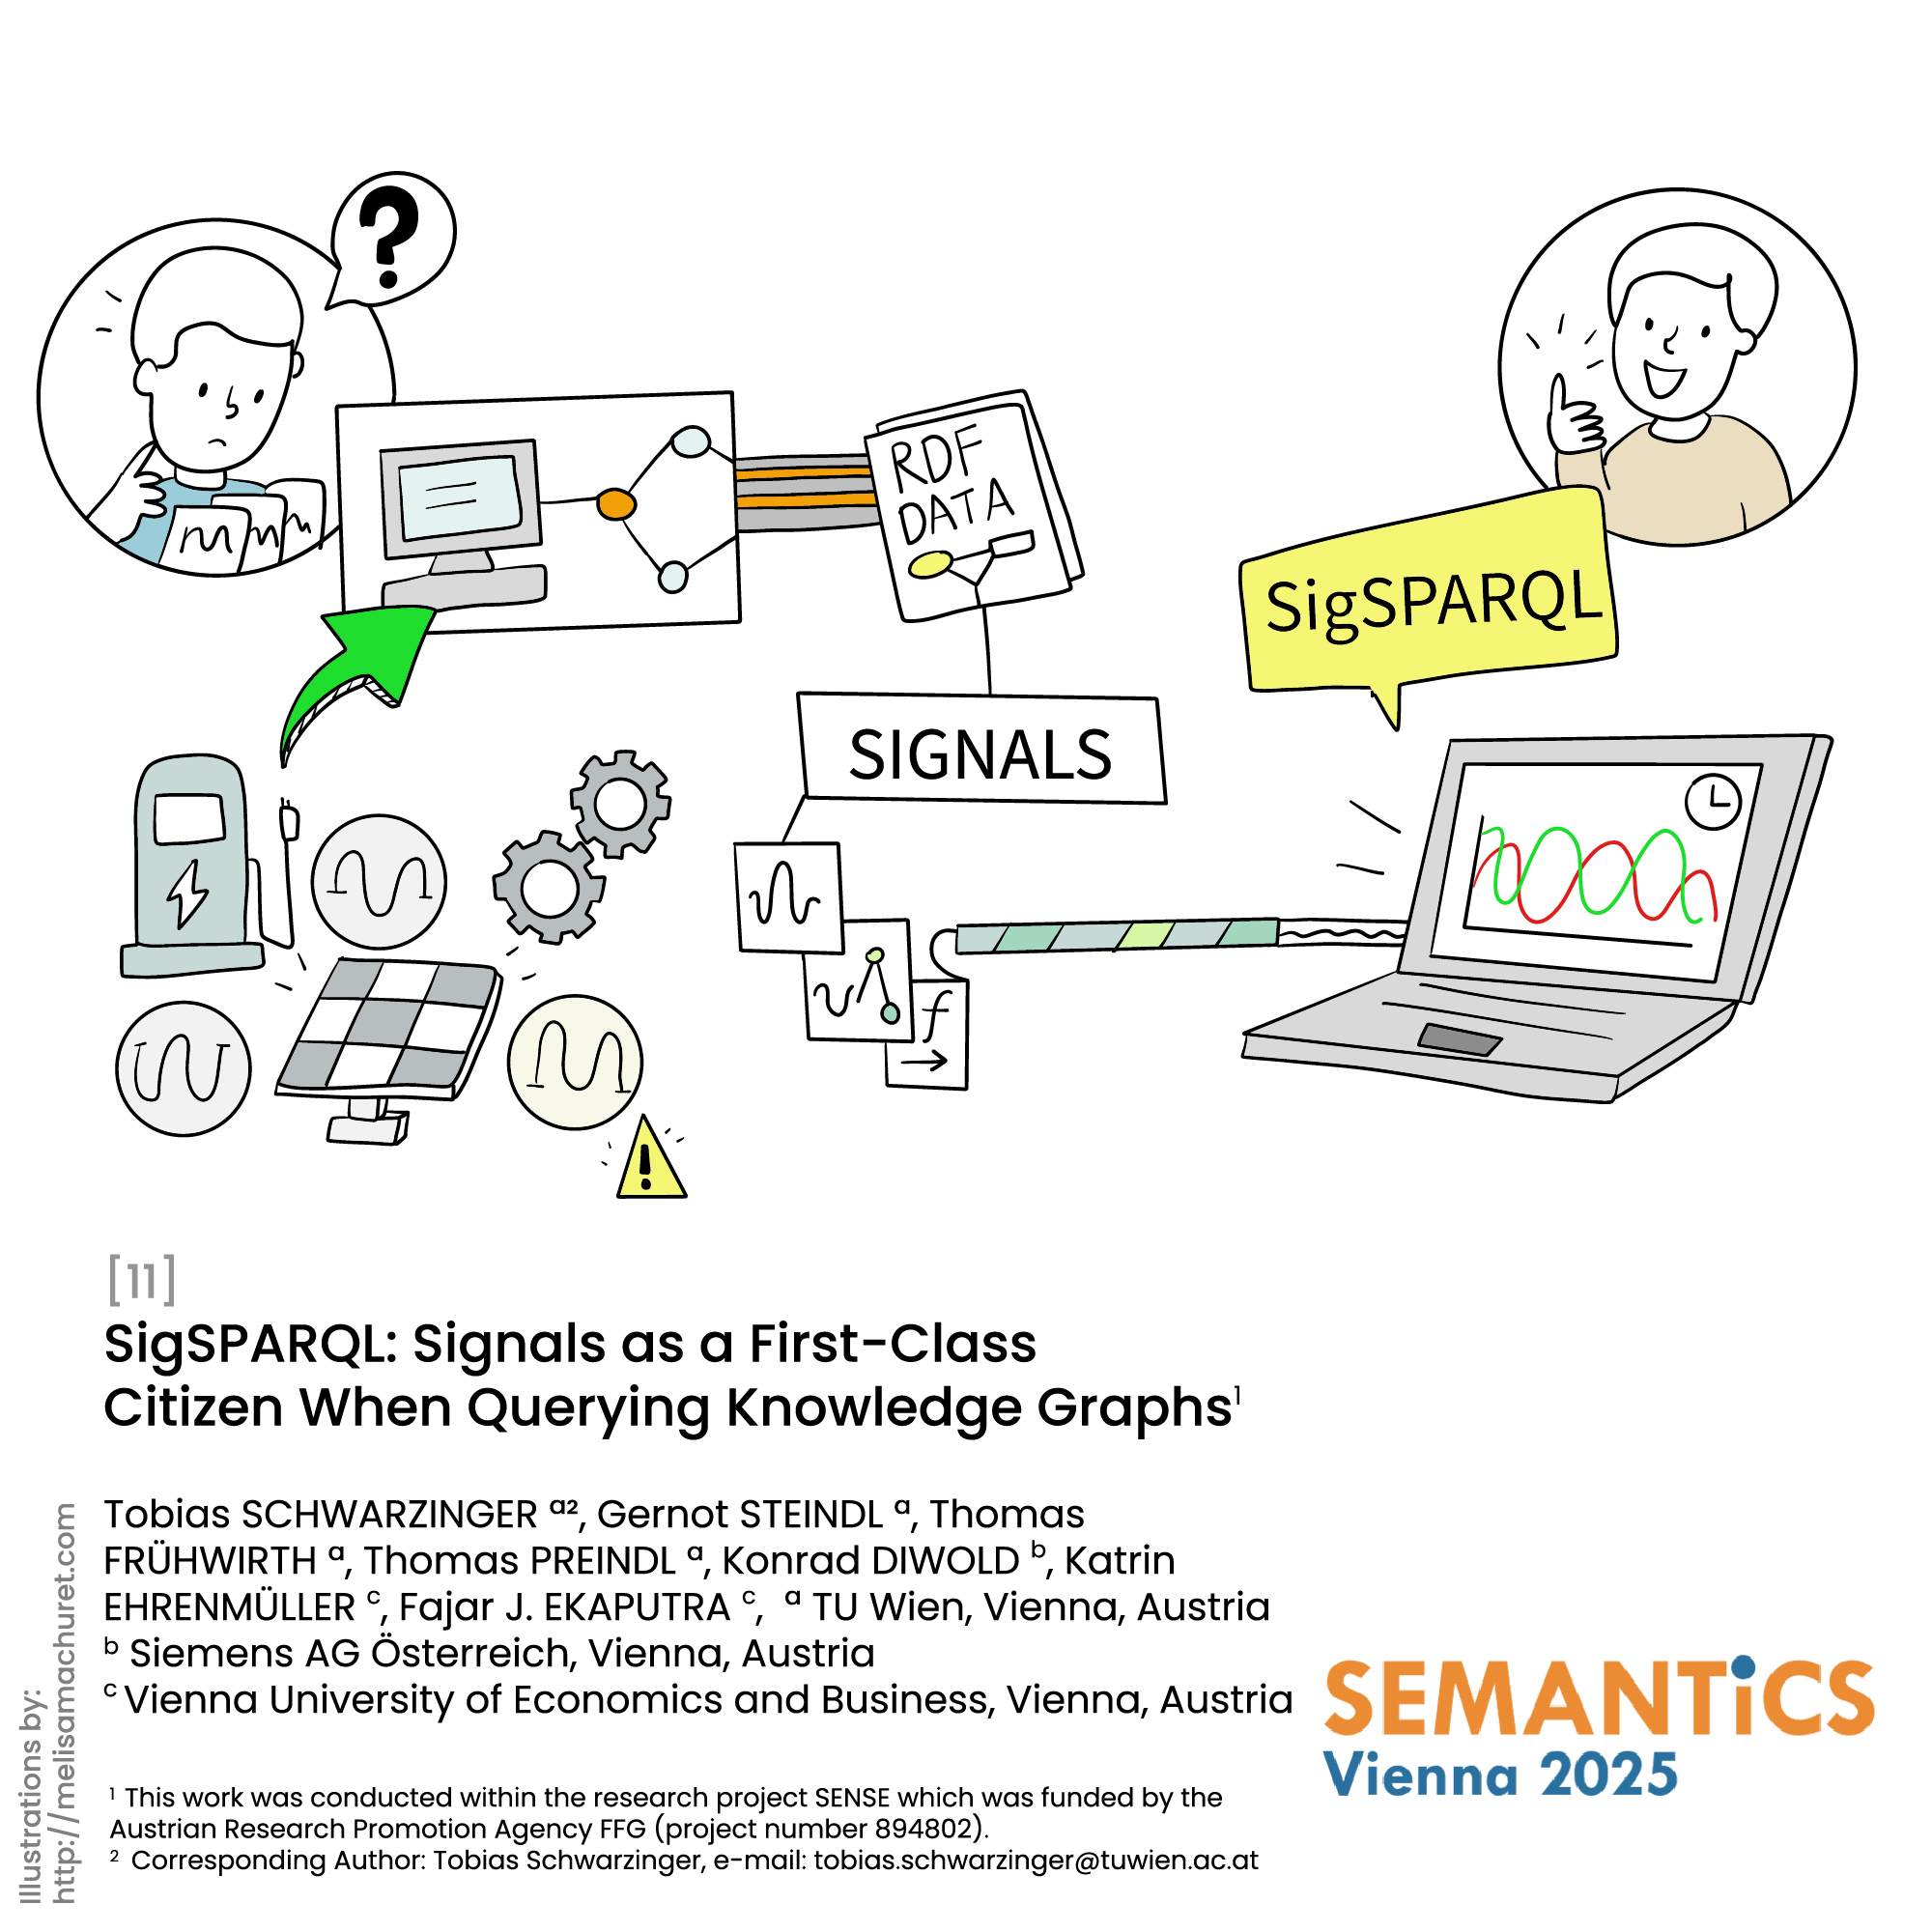 ?
RDF
DATA
SigSPARQL
SIGNALS
f
!
[11]
SigSPARQL: Signals as a First-Class
Citizen When Querying Knowledge Graphs¹
Tobias SCHWARZINGER ᵃ², Gernot STEINDL ᵃ, Thomas
FRÜHWIRTH ᵃ, Thomas PREINDL ᵃ, Konrad DIWOLD ᵇ, Katrin
EHRENMÜLLER ᶜ, Fajar J. EKAPUTRA ᶜ, ᵃ TU Wien, Vienna, Austria
ᵇ Siemens AG Österreich, Vienna, Austria
ᶜ Vienna University of Economics and Business, Vienna, Austria
¹ This work was conducted within the research project SENSE which was funded by the
Austrian Research Promotion Agency FFG (project number 894802).
² Corresponding Author: Tobias Schwarzinger, e-mail: tobias.schwarzinger@tuwien.ac.at
SEMANTiCS
Vienna 2025
Illustrations by:
http://melisamachuret.com